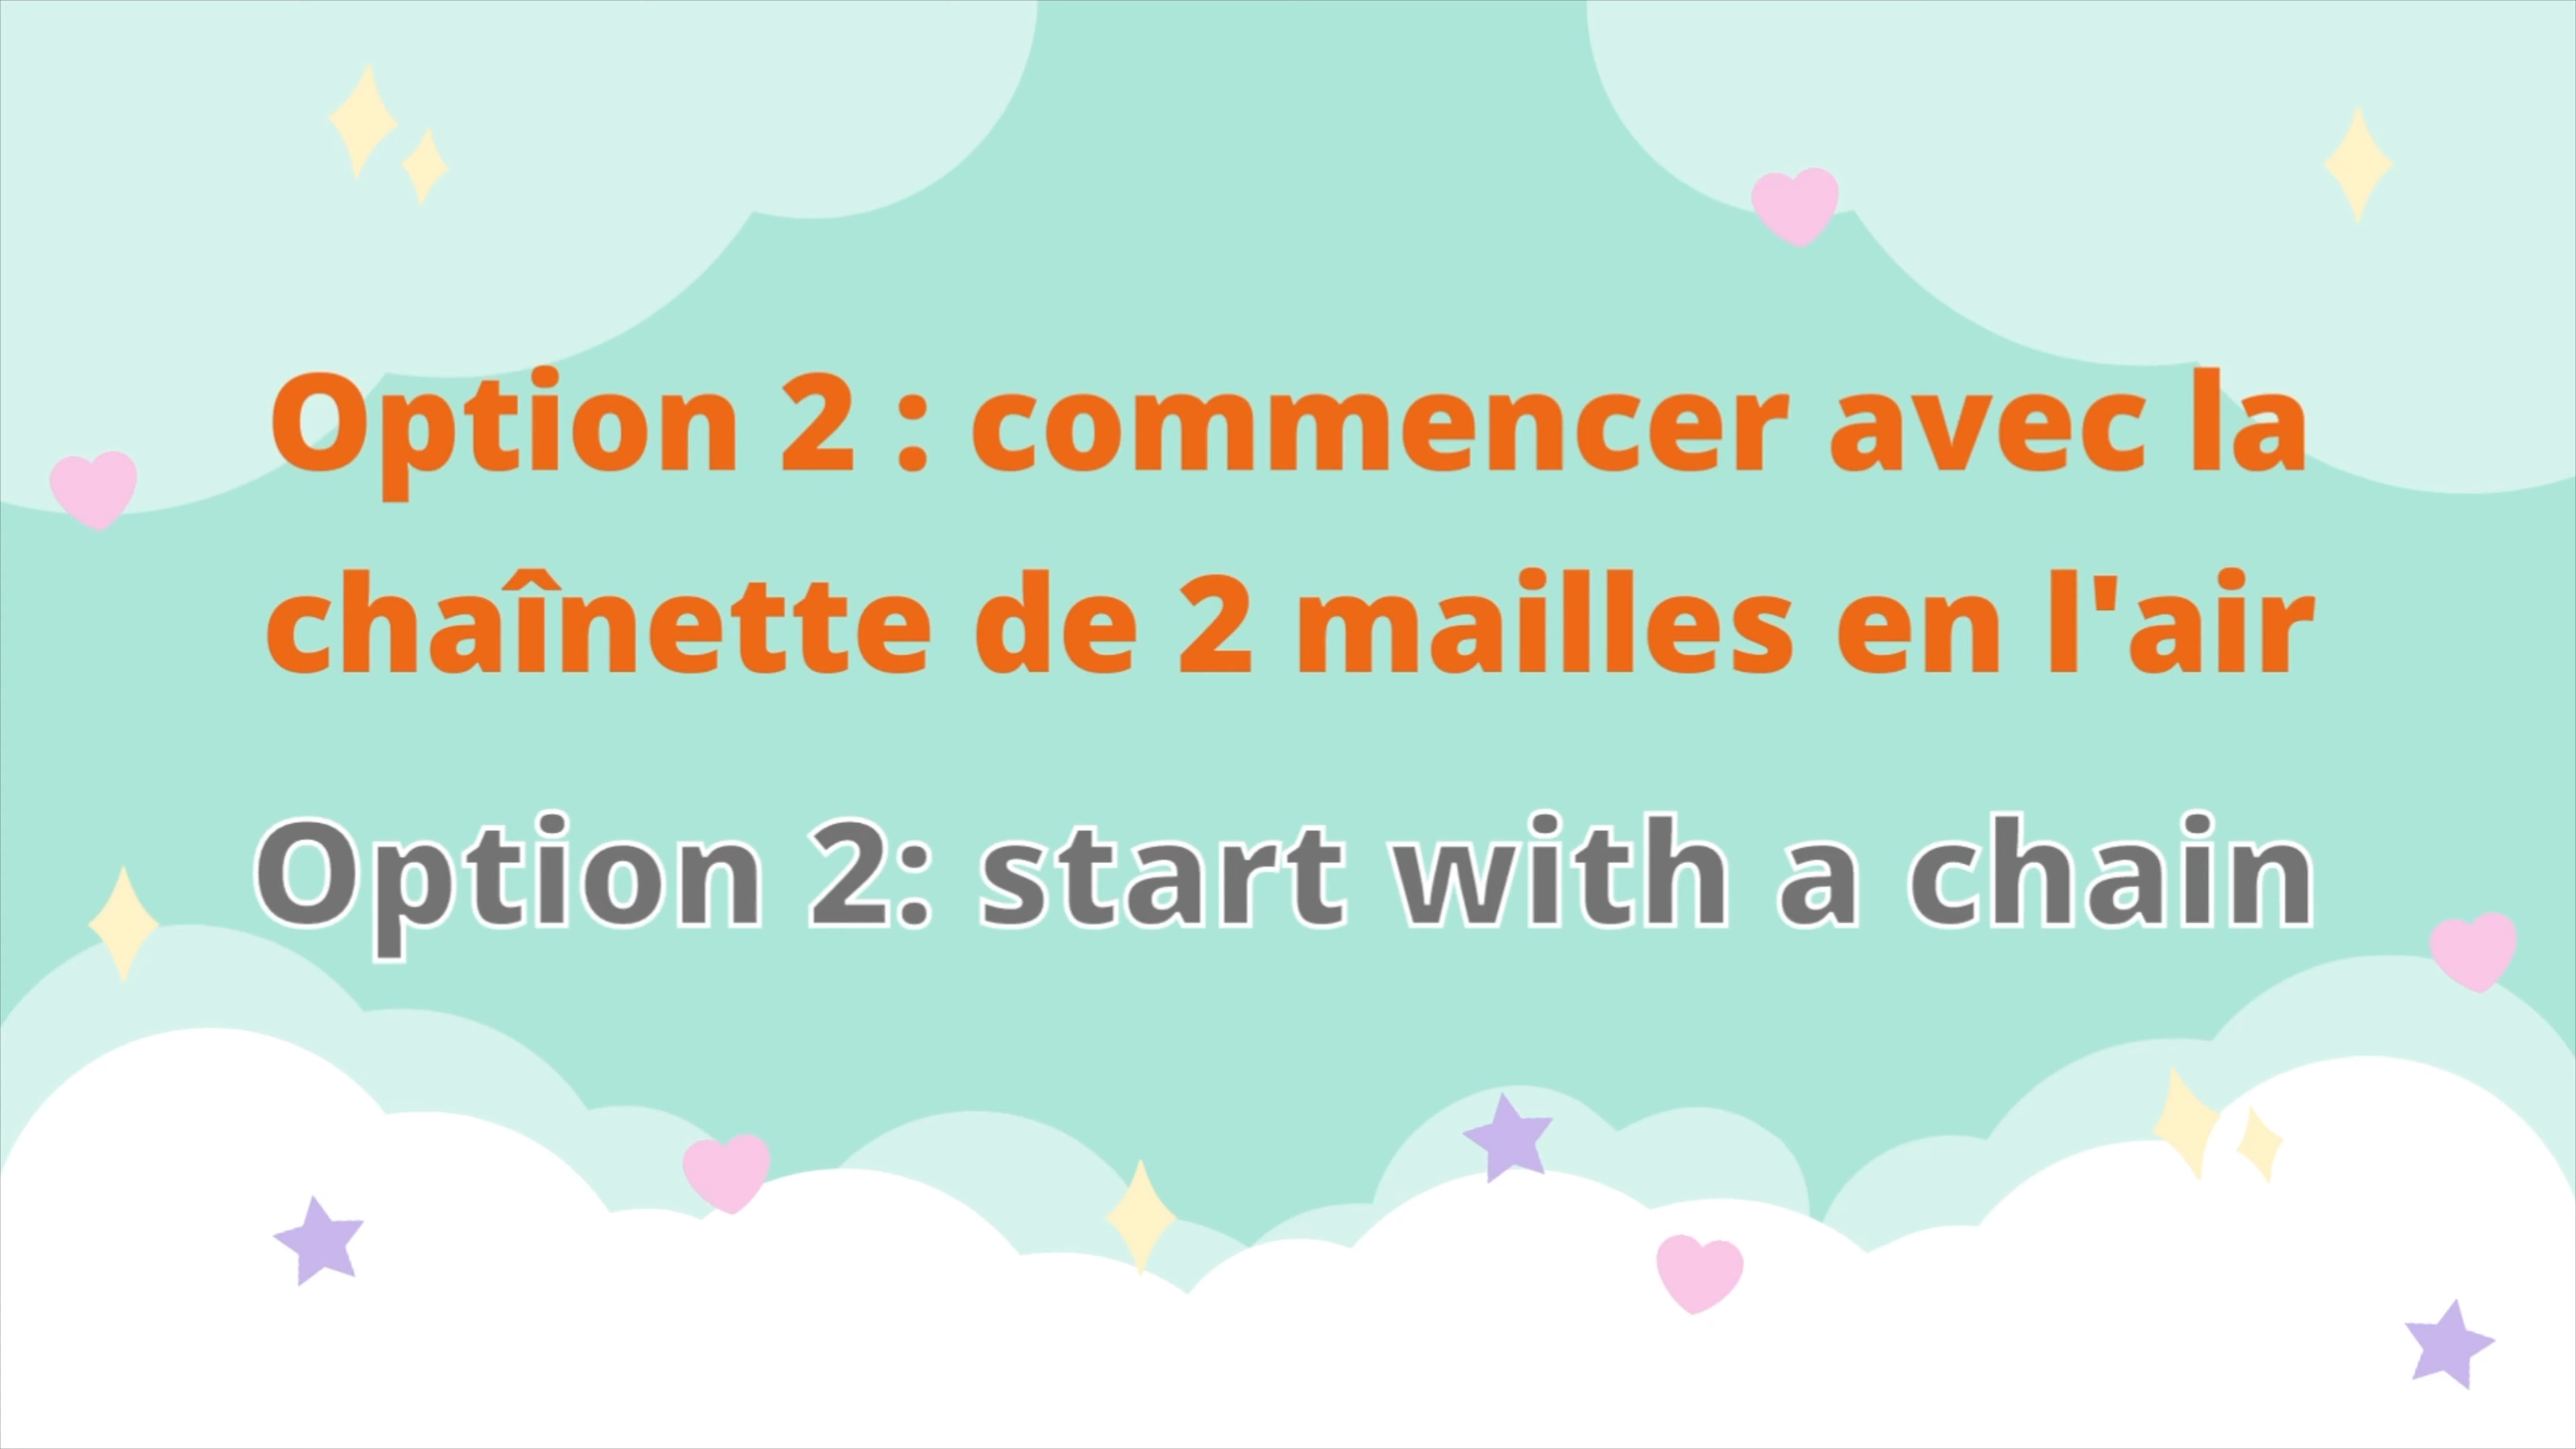 Option 2 : commencer avec la
chaînette de 2 mailles en l'air
Option 2: start with a chain